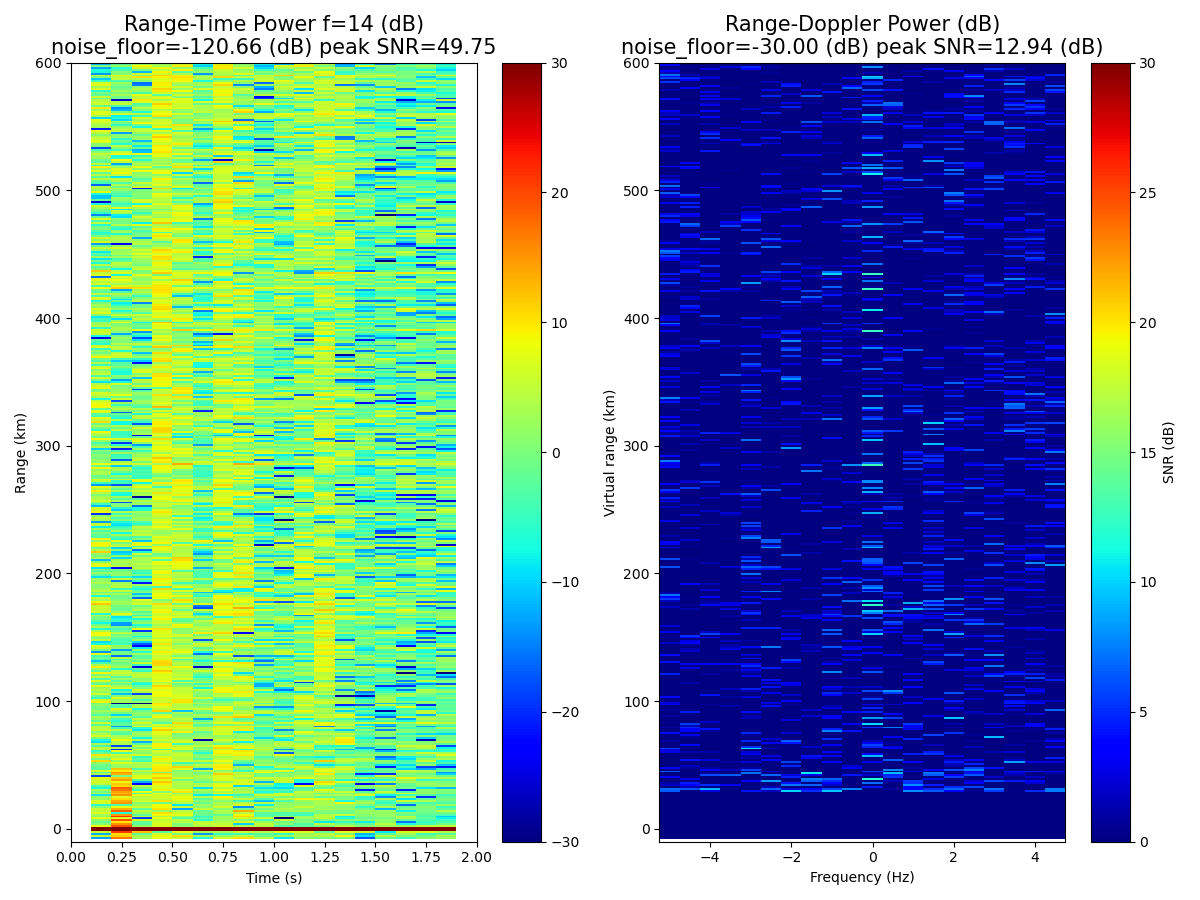 Range-Time Power f=14 (dB)
noise_floor=-120.66 (dB) peak SNR=49.75
Range (km)
600
500
400
300
200
100
0
0.00 0.25 0.50 0.75 1.00 1.25 1.50 1.75 2.00
Time (s)
30
20
10
0
−10
−20
−30
Range-Doppler Power (dB)
noise_floor=-30.00 (dB) peak SNR=12.94 (dB)
Virtual range (km)
600
500
400
300
200
100
0
−4 −2 0 2 4
Frequency (Hz)
30
25
20
15
10
5
0
SNR (dB)